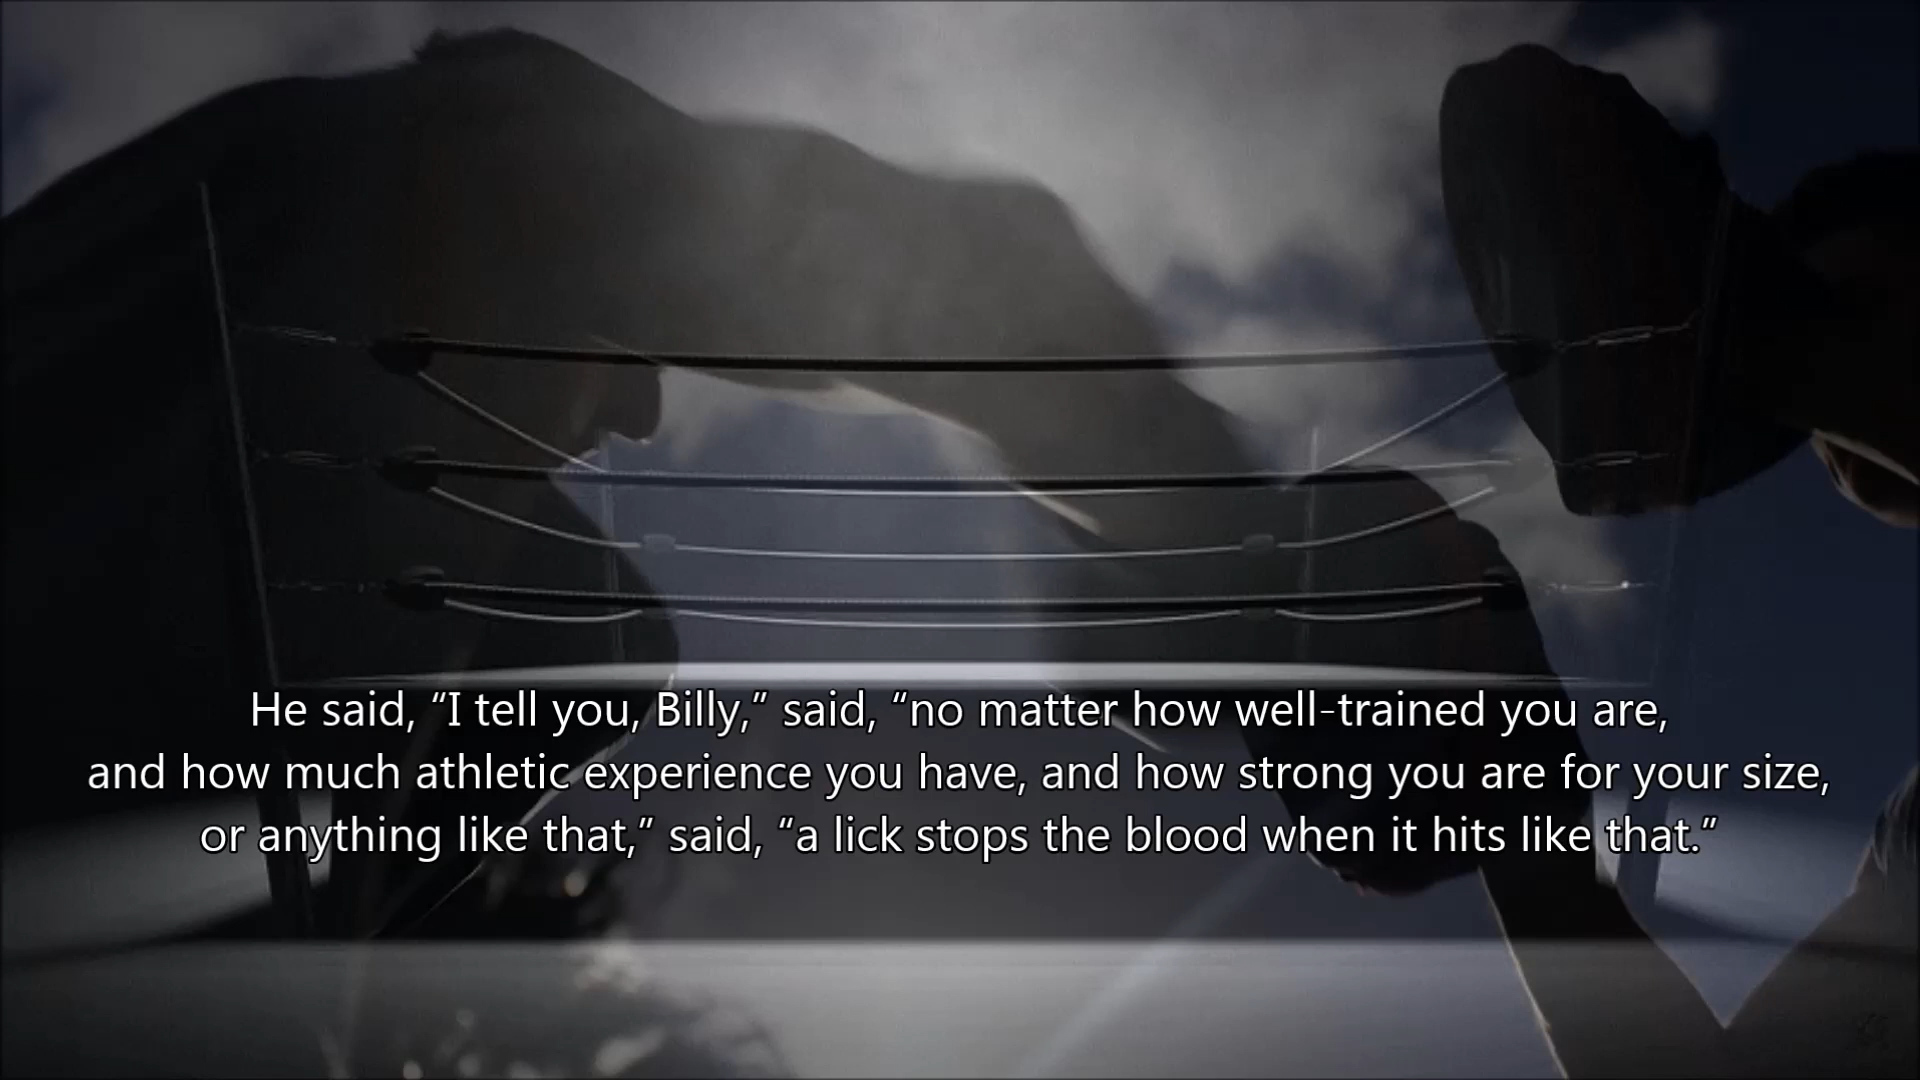 He said, “I tell you, Billy,” said, “no matter how well-trained you are,
and how much athletic experience you have, and how strong you are for your size,
or anything like that,” said, “a lick stops the blood when it hits like that.”